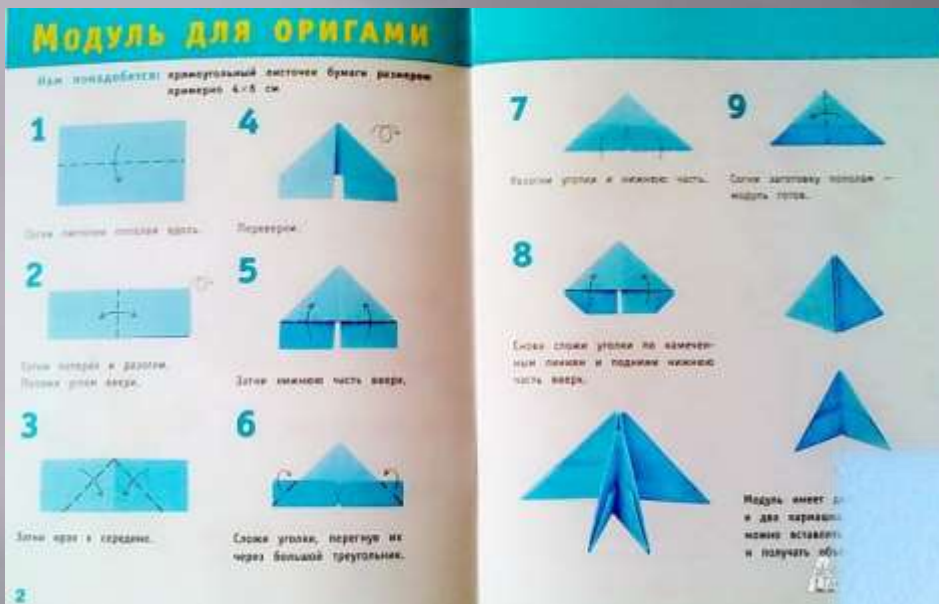 МОДУЛЬ ДЛЯ ОРИГАМИ
Нам понадобится: прямоугольный листочек бумаги размером
примерно 4×6 см
1
Согни листочек пополам вдоль.
2
Согни поперёк и разогни.
Положи углом вверх.
3
Загни края к середине.
4
Переверни.
5
Загни нижнюю часть вверх.
6
Сложи уголки, перегнув их
через большой треугольник.
2
7
Разогни уголки и нижнюю часть.
8
Снова сложи уголки по намечен-
ным линиям и подними нижнюю
часть вверх.
9
Согни заготовку пополам —
модуль готов.
Модуль имеет
и два кармашка
можно вставлять
и получать